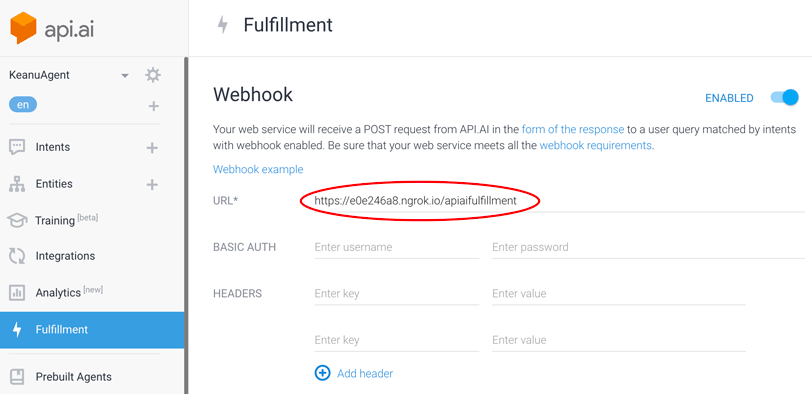 api.ai
KeanuAgent
en
Intents
Entities
Training [beta]
Integrations
Analytics [new]
Fulfillment
Prebuilt Agents
Fulfillment
Webhook
ENABLED
Your web service will receive a POST request from API.AI in the form of the response to a user query matched by intents
with webhook enabled. Be sure that your web service meets all the webhook requirements.
Webhook example
URL* https://e0e246a8.ngrok.io/apiaifulfillment
BASIC AUTH Enter username Enter password
HEADERS Enter key Enter value
Enter key Enter value
Add header